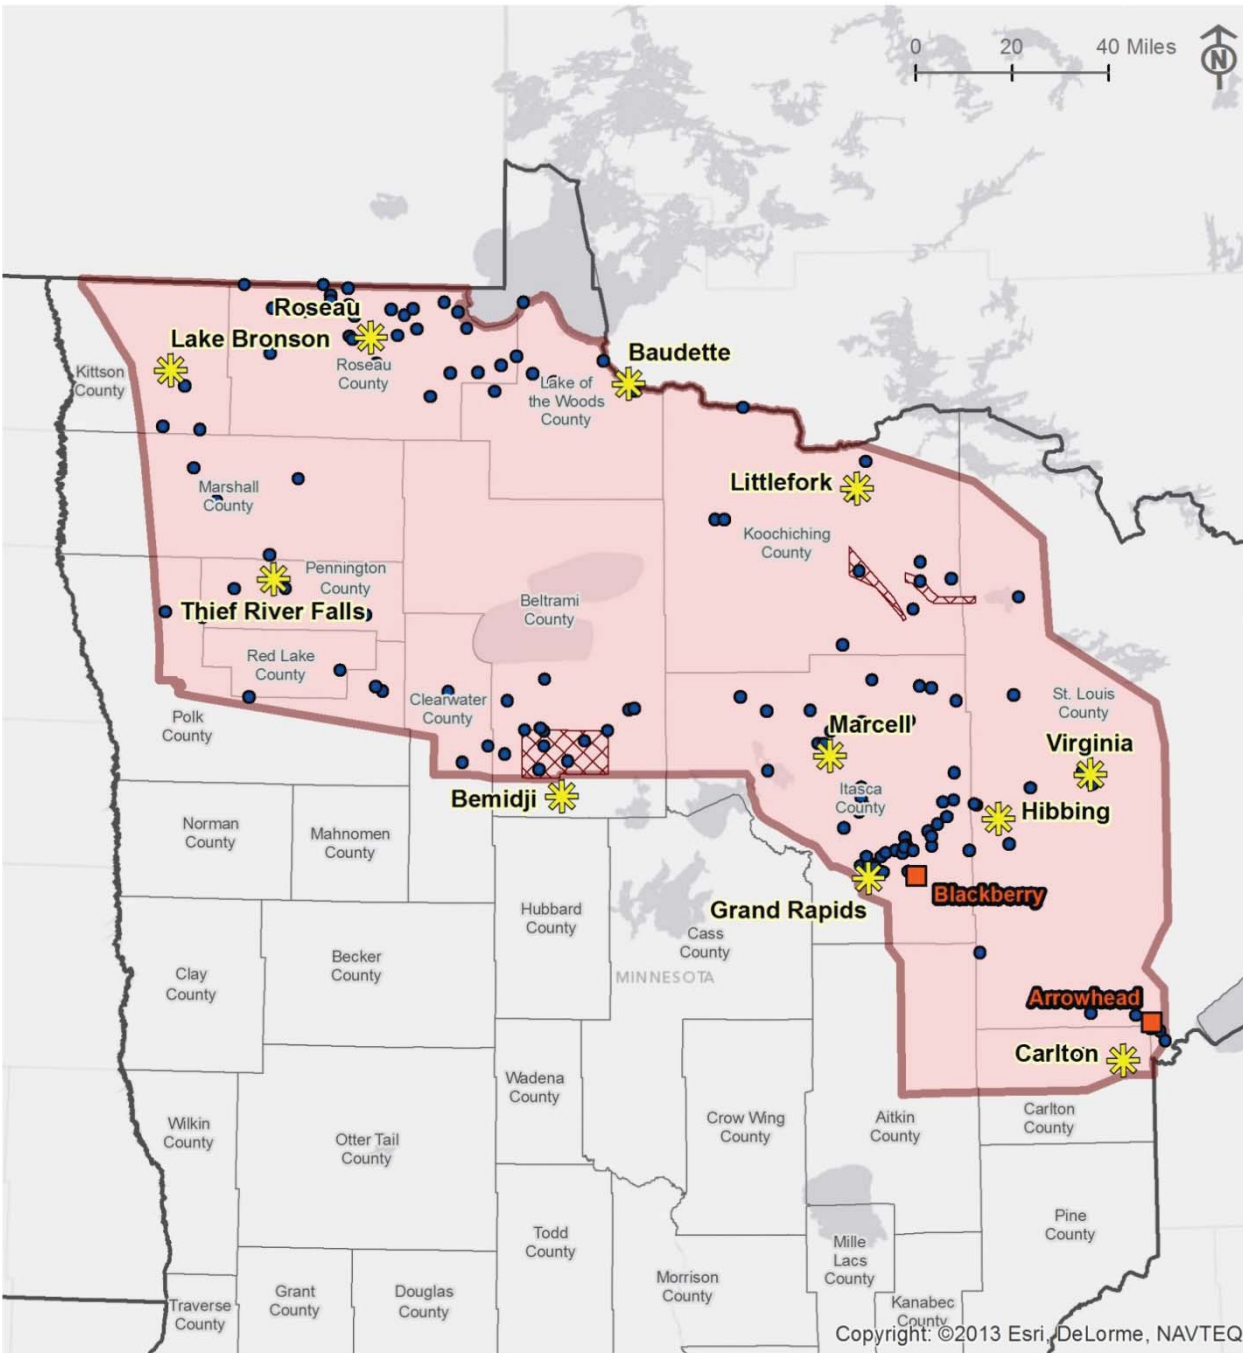 0 20 40 Miles
N
Roseau
Lake Bronson
Baudette
Kittson
County
Roseau
County
Lake of
the Woods
County
Littlefork
Marshall
County
Koochiching
County
Pennington
County
Thief River Falls
Beltrami
County
Red Lake
County
Clearwater
County
St. Louis
County
Polk
County
Marcell
Virginia
Bemidji
Itasca
County
Hibbing
Norman
County
Mahnomen
County
Blackberry
Grand Rapids
Hubbard
County
Cass
County
Becker
County
Clay
County
MINNESOTA
Arrowhead
Carlton
Wadena
County
Wilkin
County
Otter Tail
County
Crow Wing
County
Aitkin
County
Carlton
County
Todd
County
Pine
County
Mille
Lacs
County
Morrison
County
Grant
County
Douglas
County
Traverse
County
Kanabec
County
Copyright: ©2013 Esri, DeLorme, NAVTEQ